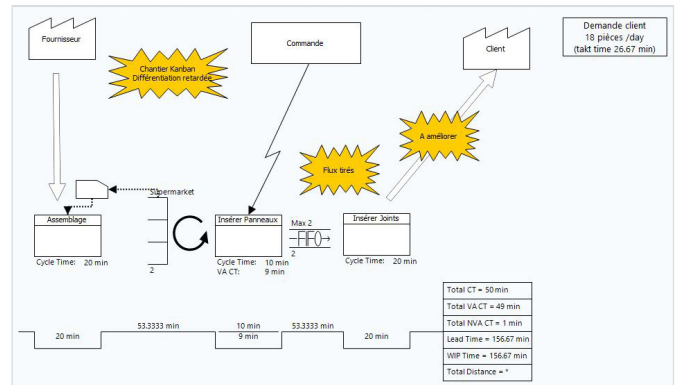 Fournisseur
Commande
Client
Demande client
18 pièces /day
(takt time 26.67 min)
Chantier Kanban
Différentiation retardée
A améliorer
Flux tirés
Supermarket
Assemblage
Cycle Time: 20 min
2
Insérer Panneaux
Cycle Time: 10 min
VA CT: 9 min
Max 2
FIFO
2
Insérer Joints
Cycle Time: 20 min
20 min
53.3333 min
10 min
9 min
53.3333 min
20 min
Total CT = 50 min
Total VA CT = 49 min
Total NVA CT = 1 min
Lead Time = 156.67 min
WIP Time = 156.67 min
Total Distance = *